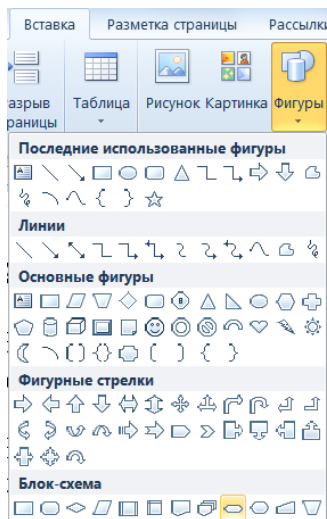 Вставка Разметка страницы Рассылки
азрыв Таблица Рисунок Картинка Фигуры
раницы
Последние использованные фигуры
Линии
Основные фигуры
Фигурные стрелки
Блок-схема